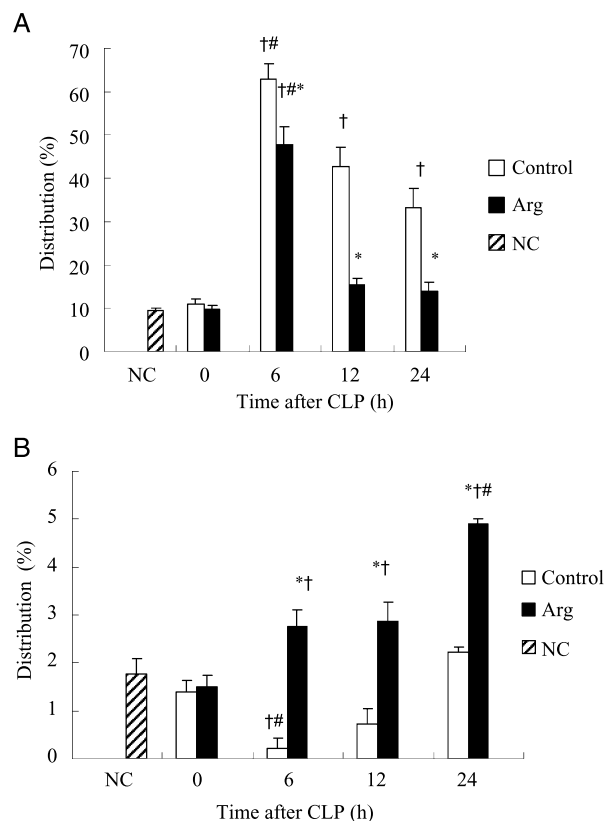 A
Distribution (%)
70
60
50
40
30
20
10
0
†#
†#*
†
*
†
*
Control
Arg
NC
NC 0 6 12 24
Time after CLP (h)
B
Distribution (%)
6
5
4
3
2
1
0
†#
*†
*†
*†#
Control
Arg
NC
NC 0 6 12 24
Time after CLP (h)